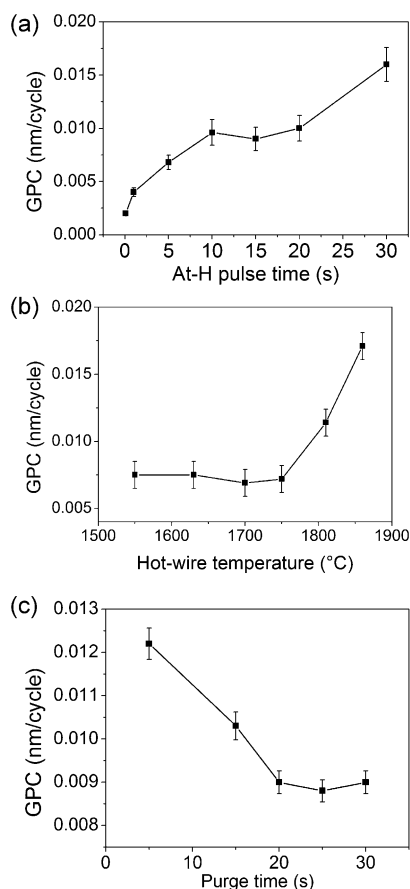 (a)
0.020
0.015
0.010
0.005
0.000
GPC (nm/cycle)
0 5 10 15 20 25 30
At-H pulse time (s)
(b)
0.020
0.015
0.010
0.005
GPC (nm/cycle)
1500 1600 1700 1800 1900
Hot-wire temperature (°C)
(c)
0.013
0.012
0.011
0.010
0.009
0.008
GPC (nm/cycle)
0 10 20 30
Purge time (s)